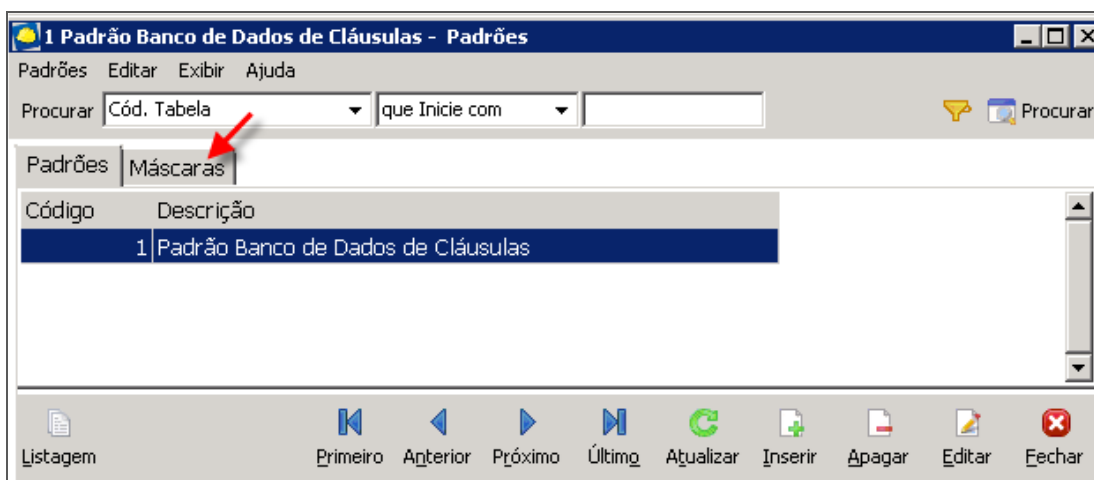 1 Padrão Banco de Dados de Cláusulas - Padrões
Padrões Editar Exibir Ajuda
Procurar Cód. Tabela que Inicie com Procurar
Padrões Máscaras
Código Descrição
1 Padrão Banco de Dados de Cláusulas
Listagem Primeiro Anterior Próximo Último Atualizar Inserir Apagar Editar Fechar